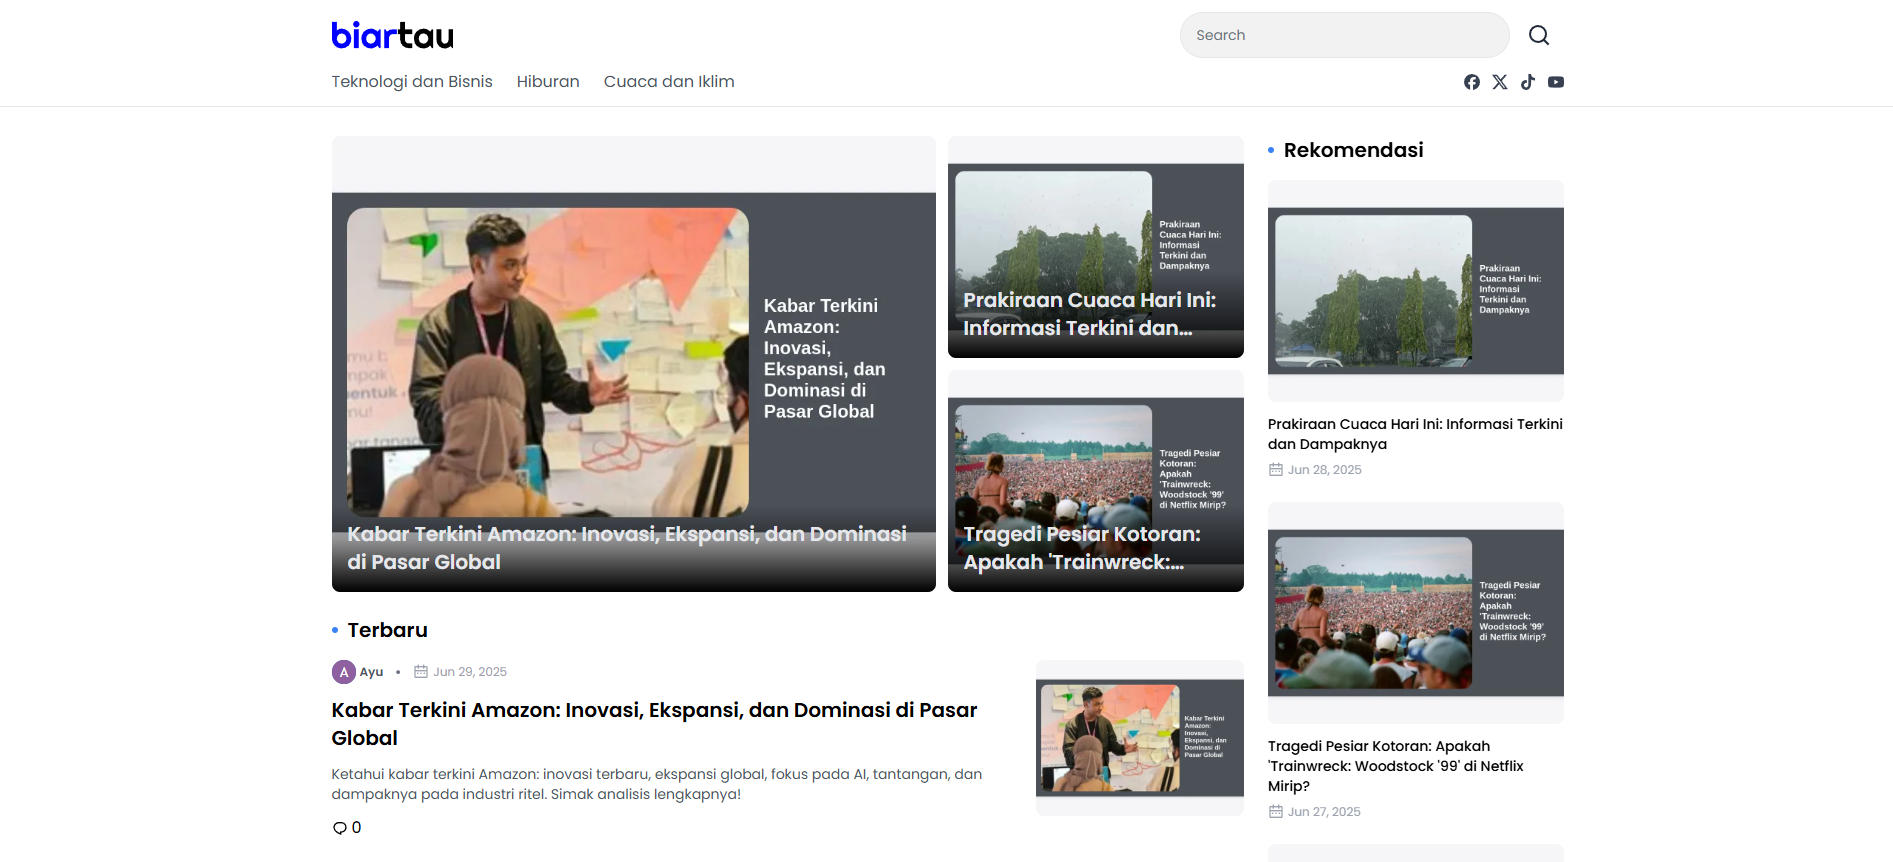 biartau
Search
Teknologi dan Bisnis
Hiburan
Cuaca dan Iklim
Kabar Terkini
Amazon:
Inovasi,
Ekspansi, dan
Dominasi di
Pasar Global
Kabar Terkini Amazon: Inovasi, Ekspansi, dan Dominasi
di Pasar Global
Prakiraan
Cuaca Hari Ini:
Informasi
Terkini dan
Dampaknya
Prakiraan Cuaca Hari Ini:
Informasi Terkini dan...
Tragedi Pesiar
Kotoran:
Apakah
'Trainwreck:
Woodstock '99'
di Netflix Mirip?
Tragedi Pesiar Kotoran:
Apakah 'Trainwreck:...
Terbaru
A Ayu • Jun 29, 2025
Kabar Terkini Amazon: Inovasi, Ekspansi, dan Dominasi di Pasar
Global
Ketahui kabar terkini Amazon: inovasi terbaru, ekspansi global, fokus pada AI, tantangan, dan
dampaknya pada industri ritel. Simak analisis lengkapnya!
0
Kabar Terkini
Amazon:
Inovasi,
Ekspansi, dan
Dominasi di
Pasar Global
Rekomendasi
Prakiraan
Cuaca Hari Ini:
Informasi
Terkini dan
Dampaknya
Prakiraan Cuaca Hari Ini: Informasi Terkini
dan Dampaknya
Jun 28, 2025
Tragedi Pesiar
Kotoran:
Apakah
'Trainwreck:
Woodstock '99'
di Netflix Mirip?
Tragedi Pesiar Kotoran: Apakah
'Trainwreck: Woodstock '99' di Netflix
Mirip?
Jun 27, 2025